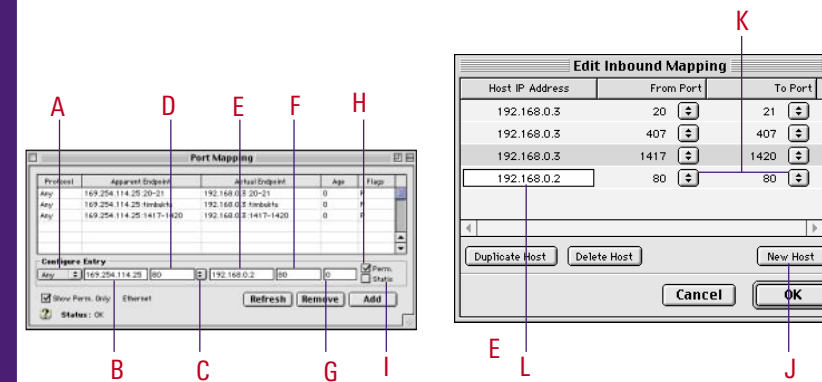 K
Edit Inbound Mapping
Host IP Address From Port To Port
192.168.0.3 20 21
192.168.0.3 407 407
192.168.0.3 1417 1420
192.168.0.2 80 80
Duplicate Host Delete Host New Host
Cancel OK
E
L
J
A D E F H
Port Mapping
Protocol Apparent Endpoint Actual Endpoint Age Flags
Any 169.254.114.25:20-21 192.168.0.3:20-21 0
Any 169.254.114.25:timbuktu 192.168.0.3:timbuktu 0
Any 169.254.114.25:1417-1420 192.168.0.3:1417-1420 0
Configure Entry
Any 169.254.114.25 80 192.168.0.2 80 0 Perm.
Static
Show Perm. Only Ethernet Refresh Remove Add
Status: OK
B C G I